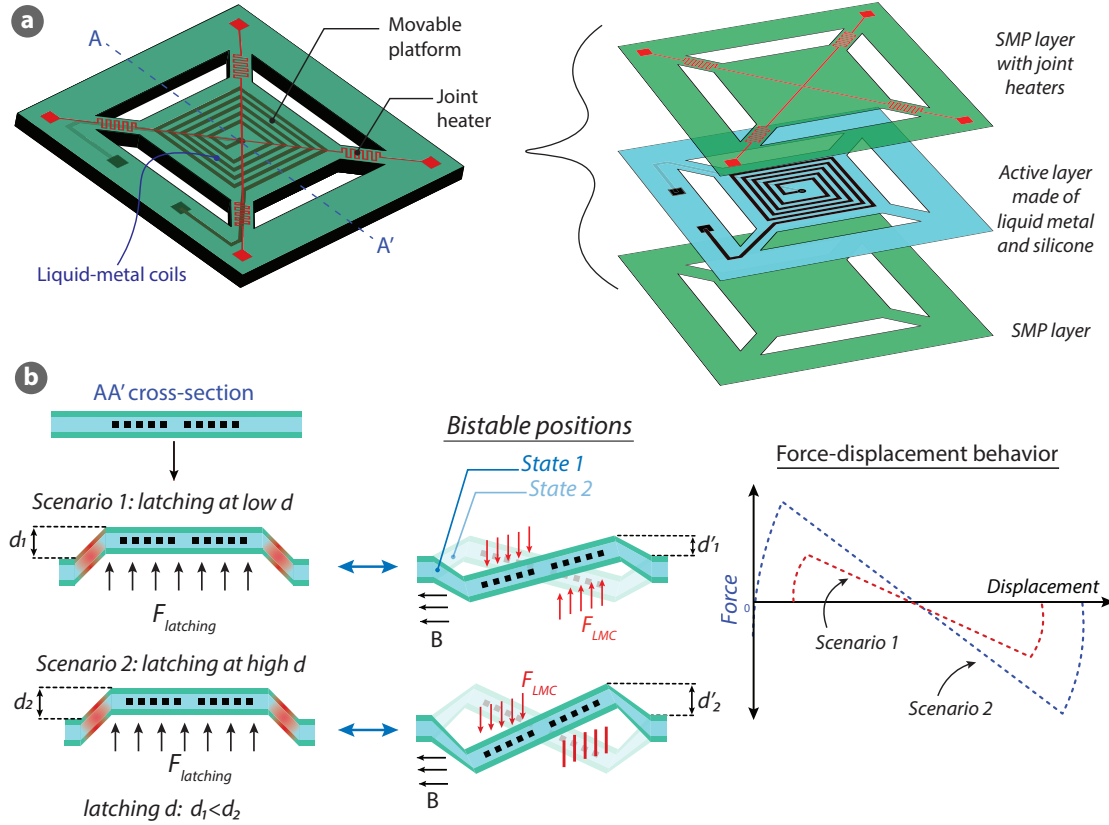 a
A
Movable
platform
Joint
heater
A'
Liquid-metal coils
SMP layer
with joint
heaters
Active layer
made of
liquid metal
and silicone
SMP layer
b
AA' cross-section
Scenario 1: latching at low d
d1
Flatching
Scenario 2: latching at high d
d2
Flatching
latching d: d1<d2
Bistable positions
State 1
State 2
d'1
B
FLMC
FLMC
d'2
B
Force-displacement behavior
Force
0
Displacement
Scenario 1
Scenario 2